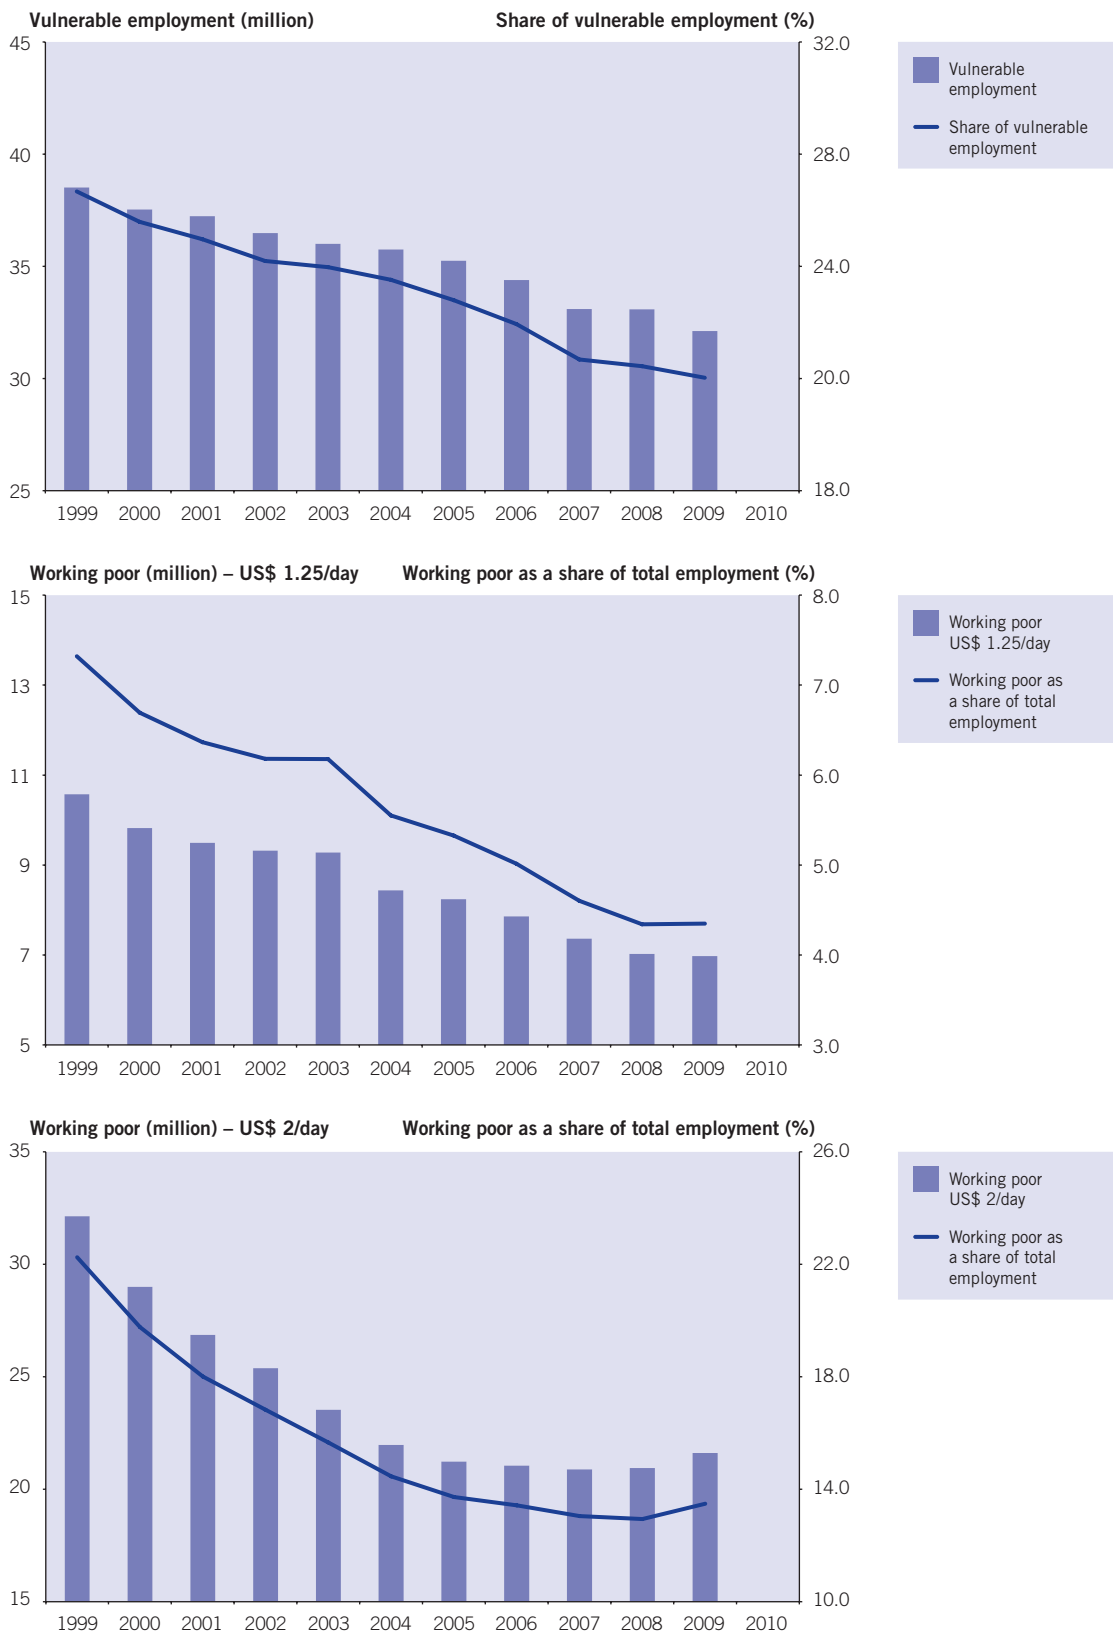 Vulnerable employment (million)
Share of vulnerable employment (%)
45
40
35
30
25
32.0
28.0
24.0
20.0
18.0
1999 2000 2001 2002 2003 2004 2005 2006 2007 2008 2009 2010
Vulnerable
employment
Share of vulnerable
employment
Working poor (million) – US$ 1.25/day
Working poor as a share of total employment (%)
15
13
11
9
7
5
8.0
7.0
6.0
5.0
4.0
3.0
1999 2000 2001 2002 2003 2004 2005 2006 2007 2008 2009 2010
Working poor
US$ 1.25/day
Working poor as
a share of total
employment
Working poor (million) – US$ 2/day
Working poor as a share of total employment (%)
35
30
25
20
15
26.0
22.0
18.0
14.0
10.0
1999 2000 2001 2002 2003 2004 2005 2006 2007 2008 2009 2010
Working poor
US$ 2/day
Working poor as
a share of total
employment